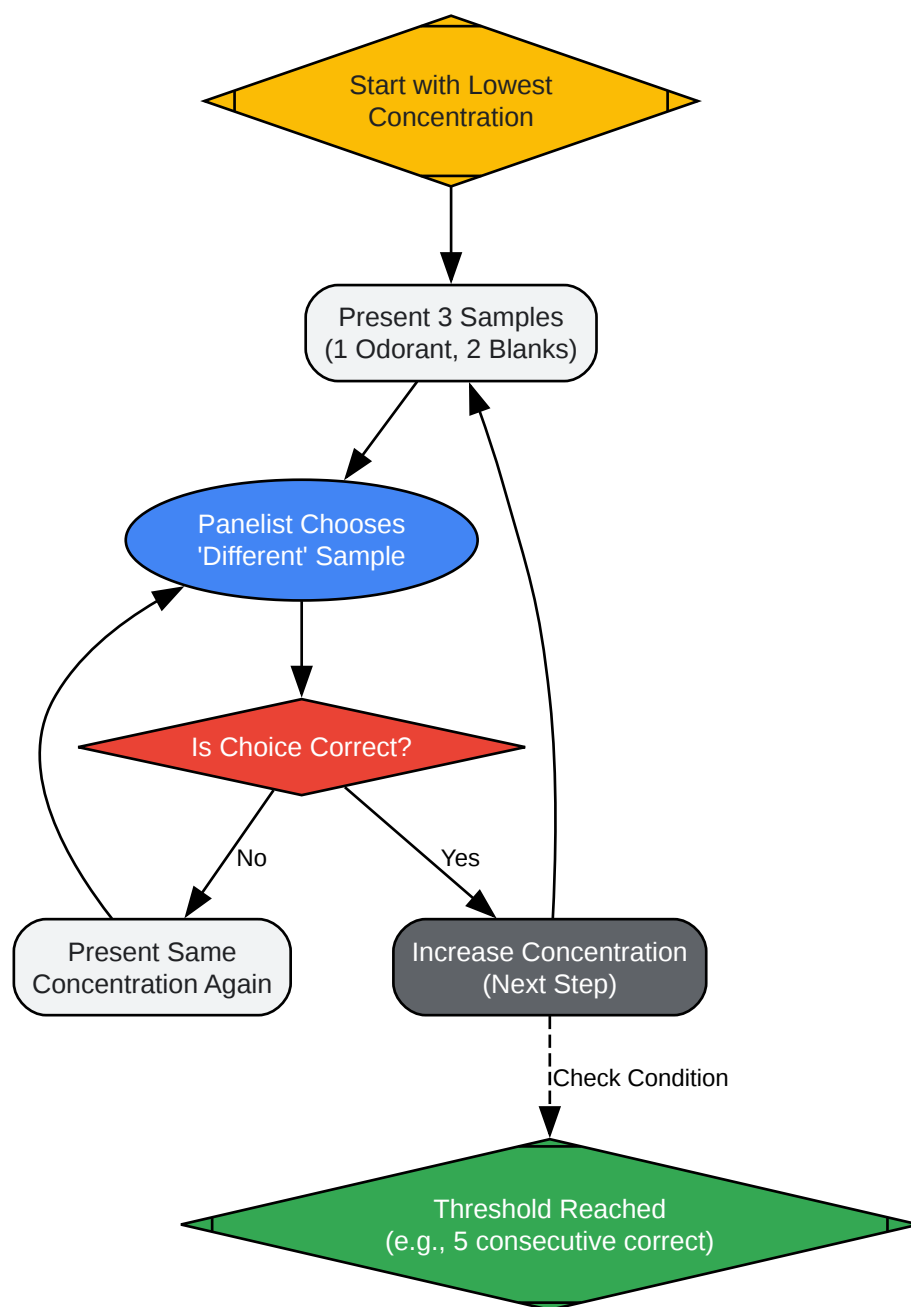 Start with Lowest
Concentration
Present 3 Samples
(1 Odorant, 2 Blanks)
Panelist Chooses
'Different' Sample
Is Choice Correct?
No
Yes
Present Same
Concentration Again
Increase Concentration
(Next Step)
Check Condition
Threshold Reached
(e.g., 5 consecutive correct)